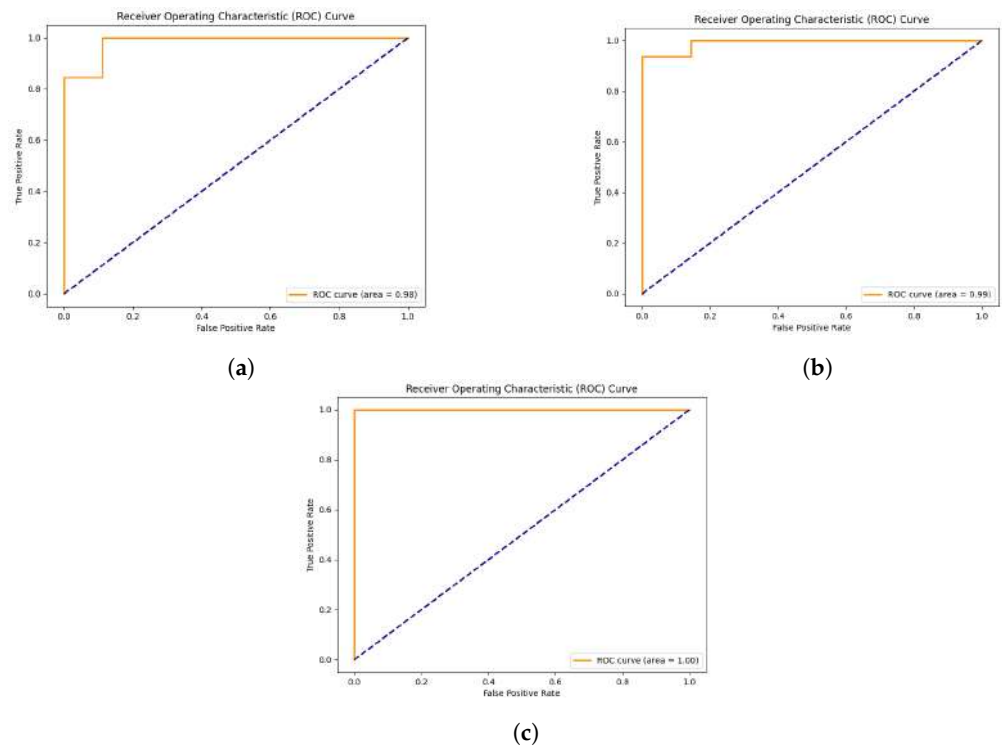 Receiver Operating Characteristic (ROC) Curve
True Positive Rate
1.0
0.8
0.6
0.4
0.2
0.0
ROC curve (area = 0.98)
0.0 0.2 0.4 0.6 0.8 1.0
False Positive Rate
(a)
Receiver Operating Characteristic (ROC) Curve
True Positive Rate
1.0
0.8
0.6
0.4
0.2
0.0
ROC curve (area = 0.99)
0.0 0.2 0.4 0.6 0.8 1.0
False Positive Rate
(b)
Receiver Operating Characteristic (ROC) Curve
True Positive Rate
1.0
0.8
0.6
0.4
0.2
0.0
ROC curve (area = 1.00)
0.0 0.2 0.4 0.6 0.8 1.0
False Positive Rate
(c)